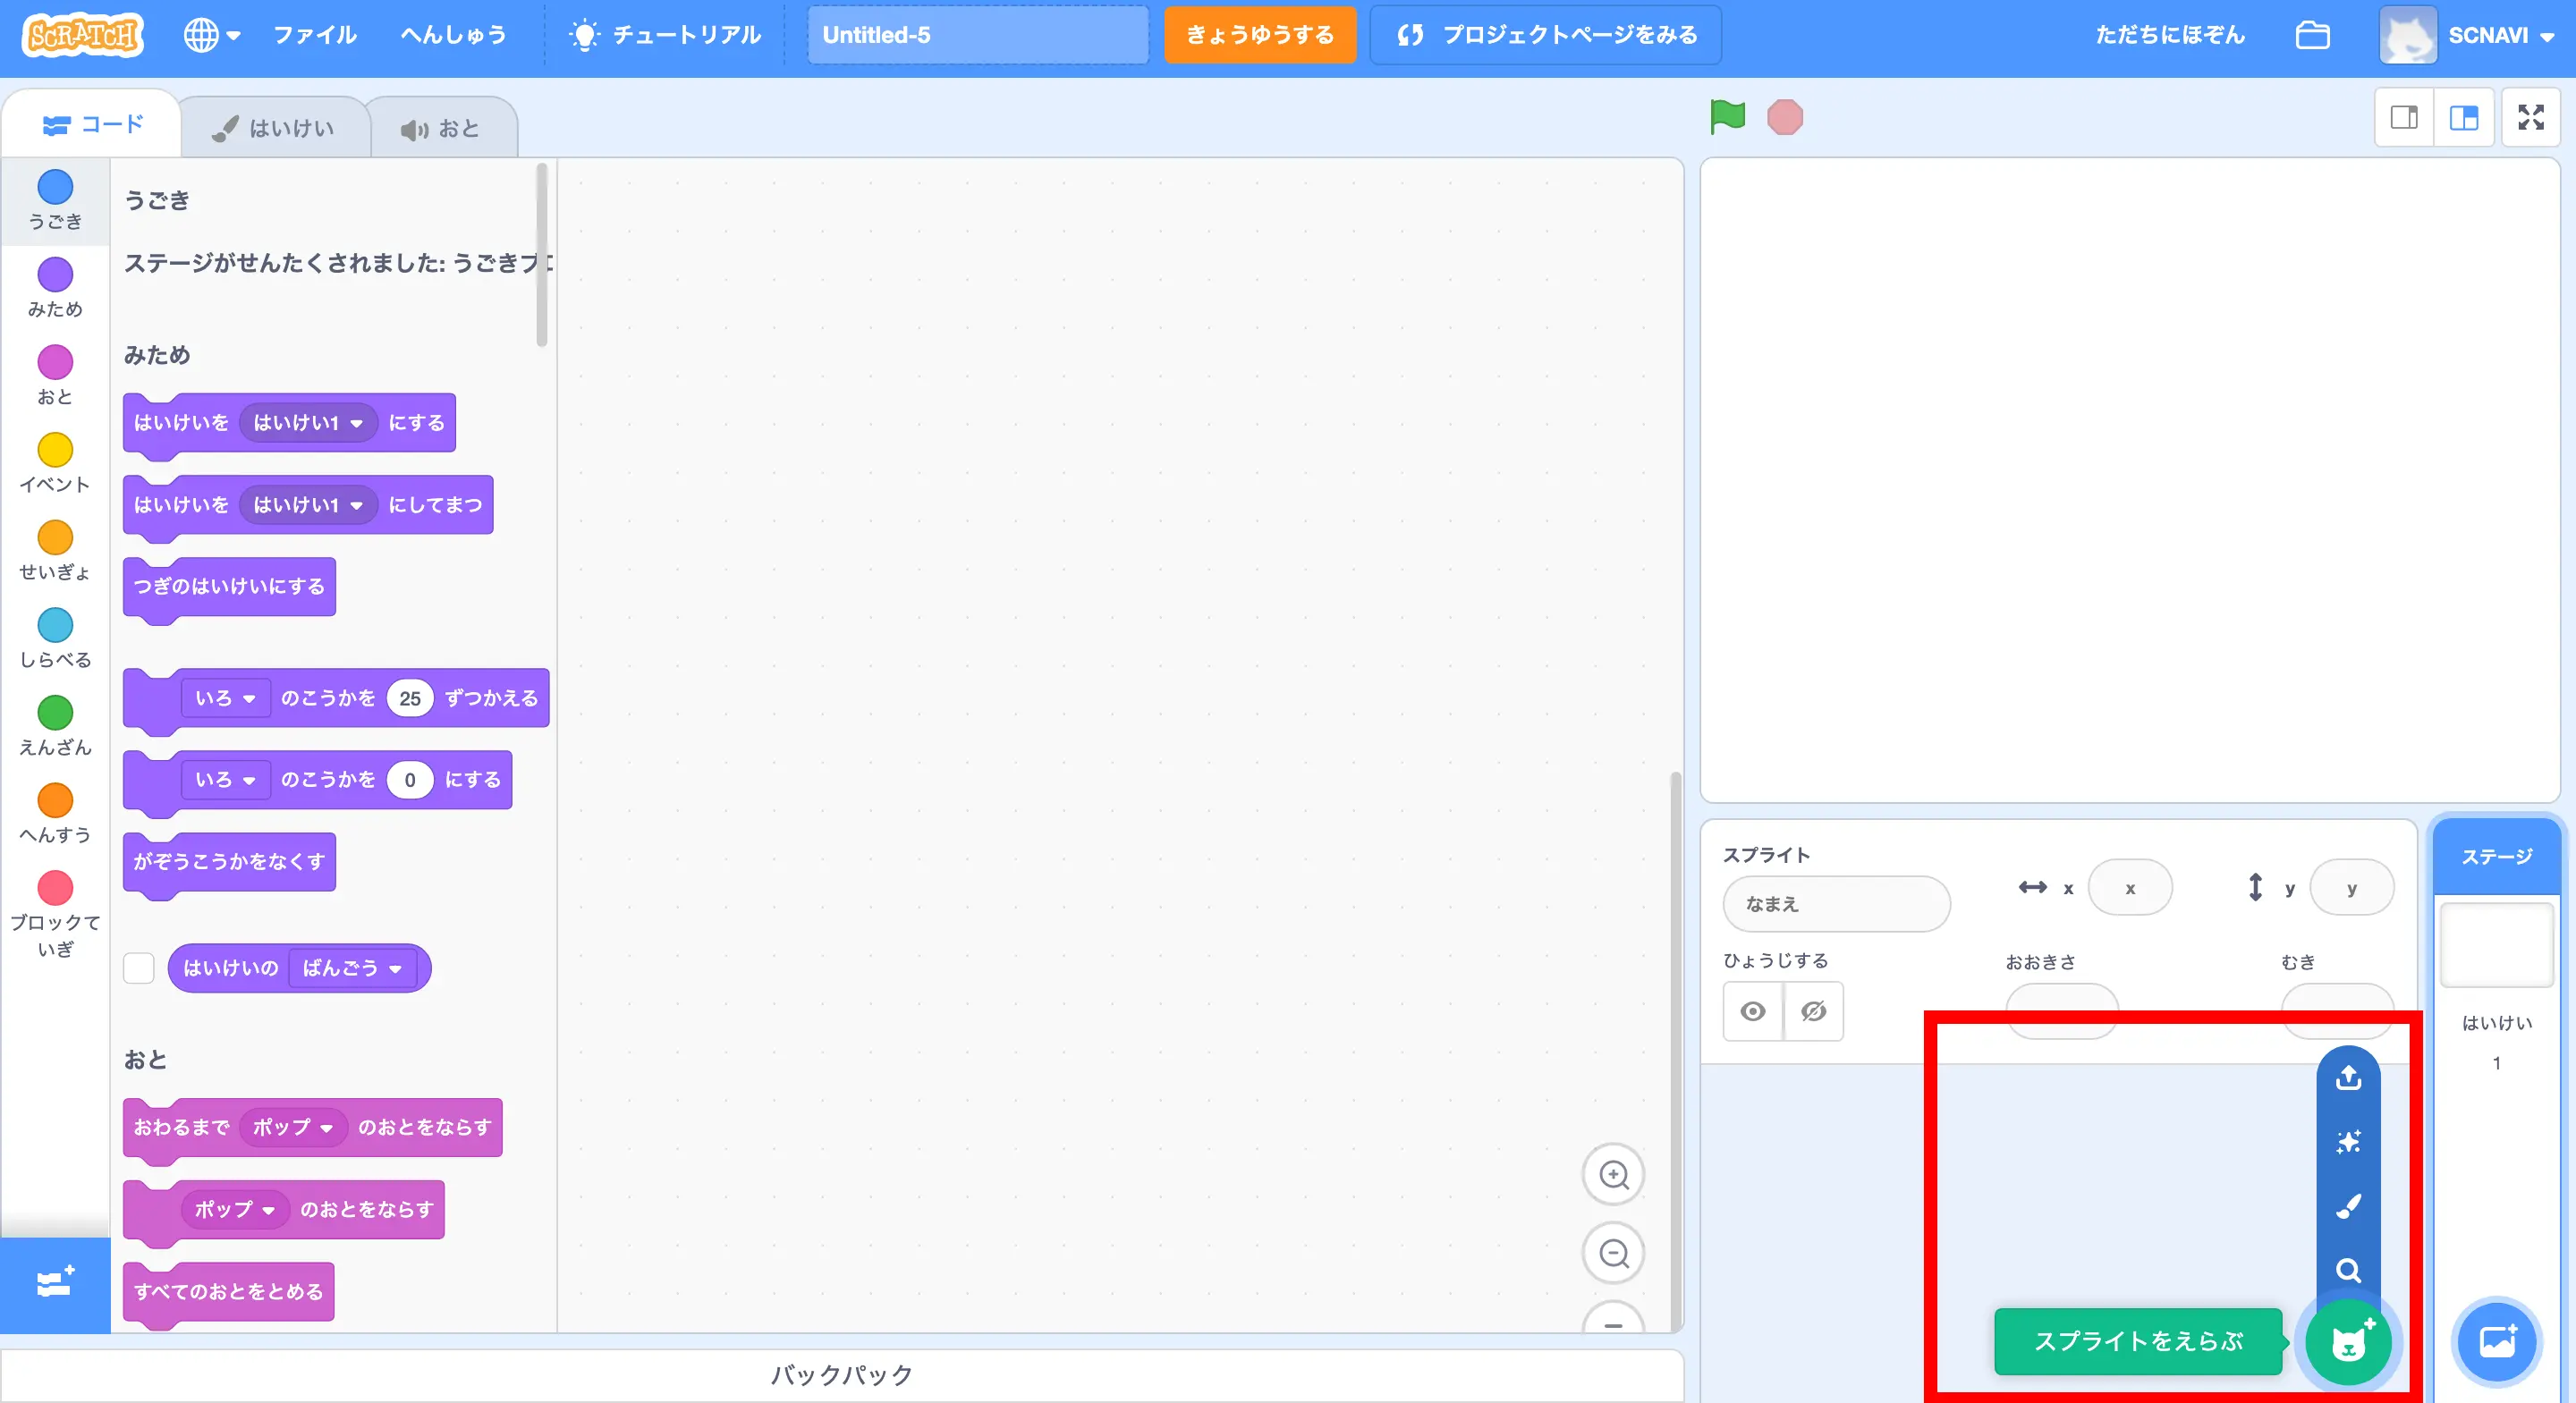 SCRATCH ファイル へんしゅう チュートリアル Untitled-5 きょうゆうする プロジェクトページをみる ただちにほぞん SCNAVI
コード はいけい おと
うごき
みため
おと
イベント
せいぎょ
しらべる
えんざん
へんすう
ブロックて
いぎ
うごき
ステージがせんたくされました: うごきブ
みため
はいけいを はいけい1 にする
はいけいを はいけい1 にしてまつ
つぎのはいけいにする
いろ のこうかを 25 ずつかえる
いろ のこうかを 0 にする
がぞうこうかをなくす
はいけいの ばんごう
おと
おわるまで ポップ のおとをならす
ポップ のおとをならす
すべてのおとをとめる
バックパック
スプライト
なまえ x x y y
ひょうじする おおきさ むき
スプライトをえらぶ
ステージ
はいけい
1